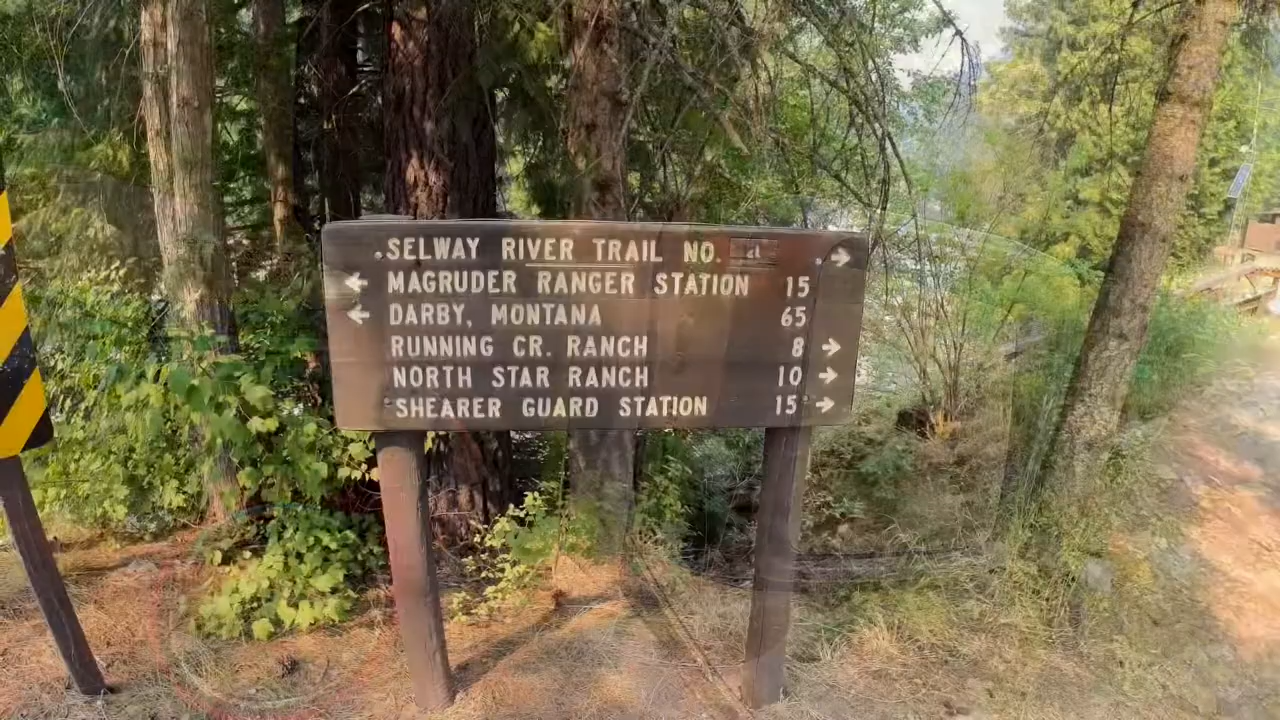 SELWAY RIVER TRAIL NO. →
← MAGRUDER RANGER STATION 15
← DARBY, MONTANA 65
RUNNING CR. RANCH 8 →
NORTH STAR RANCH 10 →
SHEARER GUARD STATION 15 →